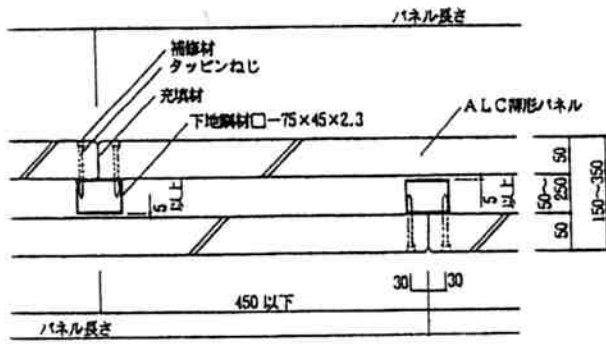 パネル長さ
補修材
タッピンねじ
充填材
下地鋼材□-75×45×2.3
ALC薄形パネル
5以上
5以上
50
50~250
50
150~350
30
30
450以下
パネル長さ